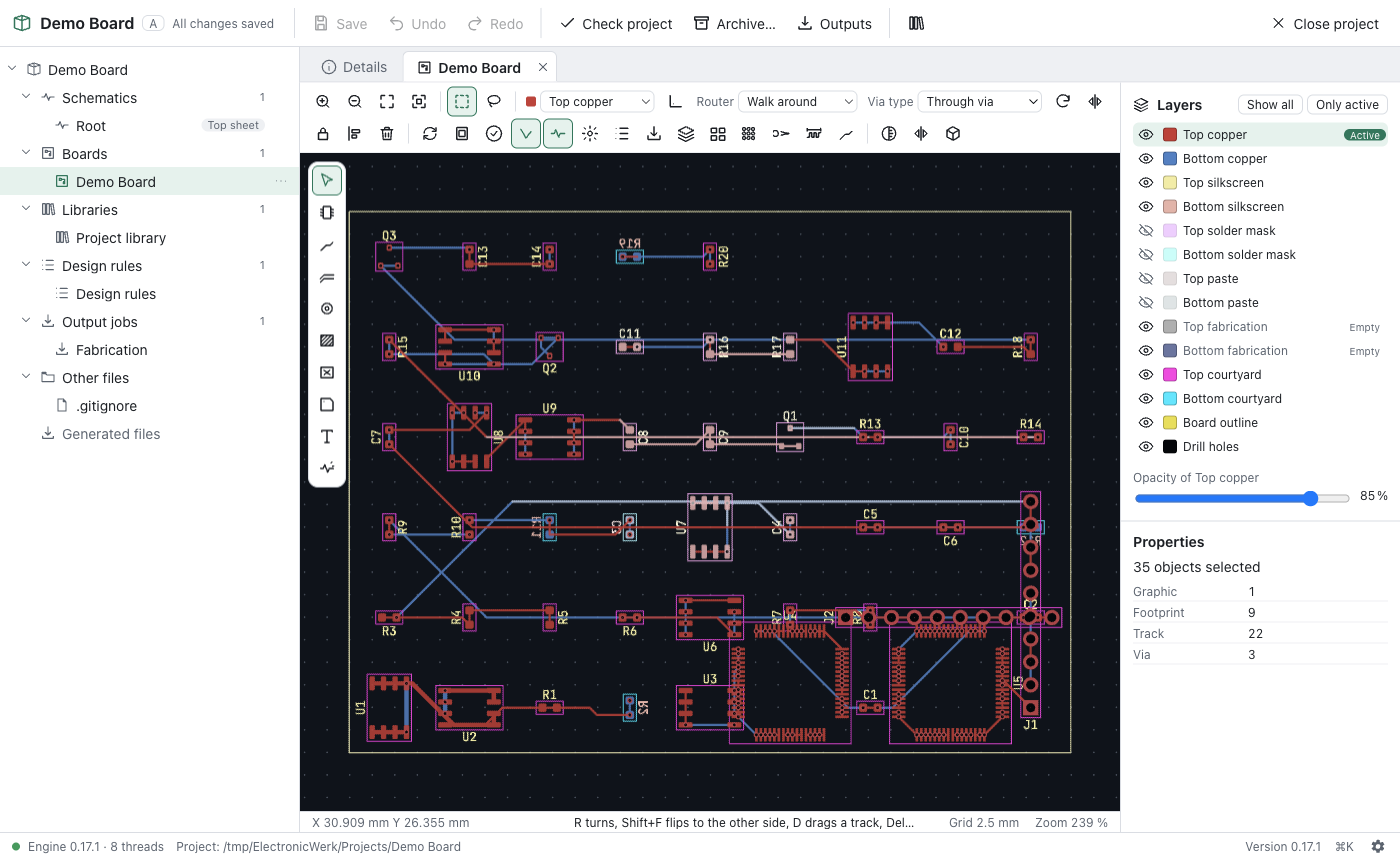 Demo Board A All changes saved Save Undo Redo Check project Archive... Outputs Close project
Demo Board
Schematics 1
Root Top sheet
Boards 1
Demo Board ...
Libraries 1
Project library
Design rules 1
Design rules
Output jobs 1
Fabrication
Other files
.gitignore
Generated files
Details Demo Board
Top copper Router Walk around Via type Through via
Q3 C13 C14 R19 R20
R15 U10 Q2 C11 R16 R17 U11 C12 R18
C7 U8 U9 C8 C9 Q1 R13 C10 R14
R9 R10 R11 C3 U7 C4 C5 C6
R3 R4 R5 R6 U6 R7 J2 R8 C2
U1 U2 R1 R2 U3 C1 U5 J1
Layers Show all Only active
Top copper Active
Bottom copper
Top silkscreen
Bottom silkscreen
Top solder mask
Bottom solder mask
Top paste
Bottom paste
Top fabrication Empty
Bottom fabrication Empty
Top courtyard
Bottom courtyard
Board outline
Drill holes
Opacity of Top copper
85 %
Properties
35 objects selected
Graphic 1
Footprint 9
Track 22
Via 3
X 30.909 mm Y 26.355 mm R turns, Shift+F flips to the other side, D drags a track, Del... Grid 2.5 mm Zoom 239 %
Engine 0.17.1 · 8 threads Project: /tmp/ElectronicWerk/Projects/Demo Board Version 0.17.1 ⌘K